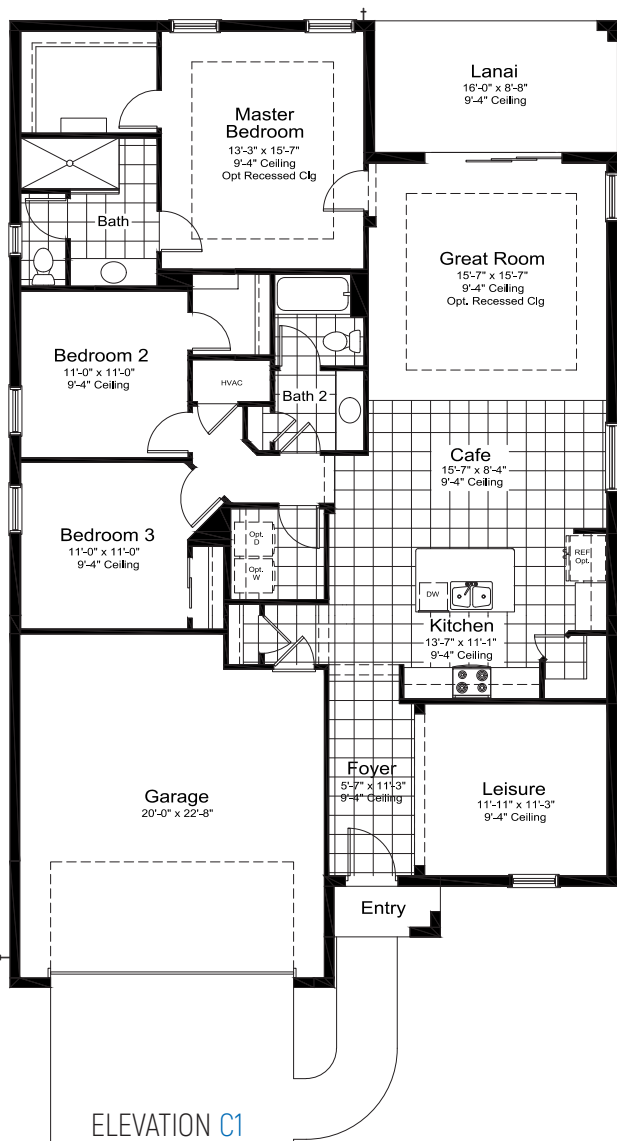 Lanai
16'-0" x 8'-8"
9'-4" Ceiling
Master
Bedroom
13'-3" x 15'-7"
9'-4" Ceiling
Opt Recessed Clg
Bath
Great Room
15'-7" x 15'-7"
9'-4" Ceiling
Opt. Recessed Clg
Bedroom 2
11'-0" x 11'-0"
9'-4" Ceiling
HVAC
Bath 2
Cafe
15'-7" x 8'-4"
9'-4" Ceiling
Bedroom 3
11'-0" x 11'-0"
9'-4" Ceiling
Opt.
D
Opt.
W
REF
Opt.
DW
Kitchen
13'-7" x 11'-1"
9'-4" Ceiling
Foyer
5'-7" x 11'-3"
9'-4" Ceiling
Leisure
11'-11" x 11'-3"
9'-4" Ceiling
Garage
20'-0" x 22'-8"
Entry
ELEVATION C1